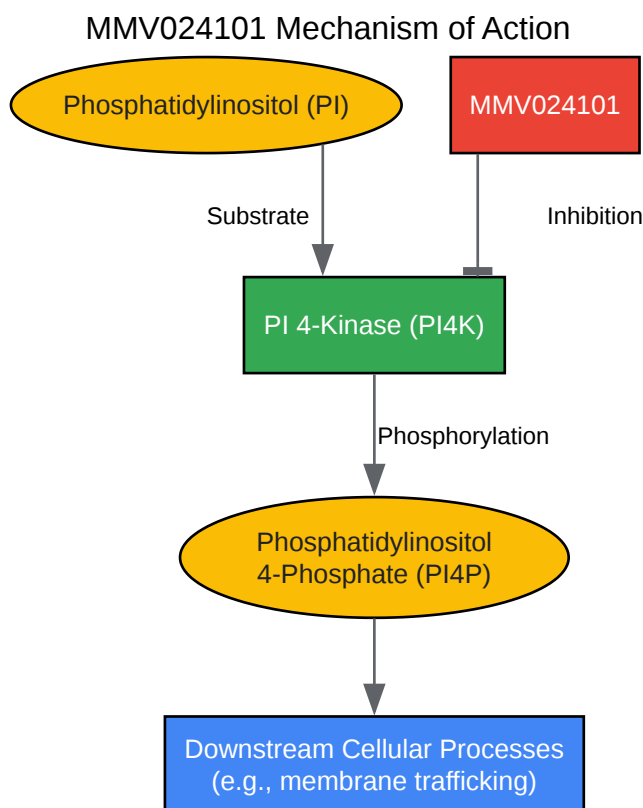 MMV024101 Mechanism of Action
Phosphatidylinositol (PI)
MMV024101
Substrate
Inhibition
PI 4-Kinase (PI4K)
Phosphorylation
Phosphatidylinositol
4-Phosphate (PI4P)
Downstream Cellular Processes
(e.g., membrane trafficking)